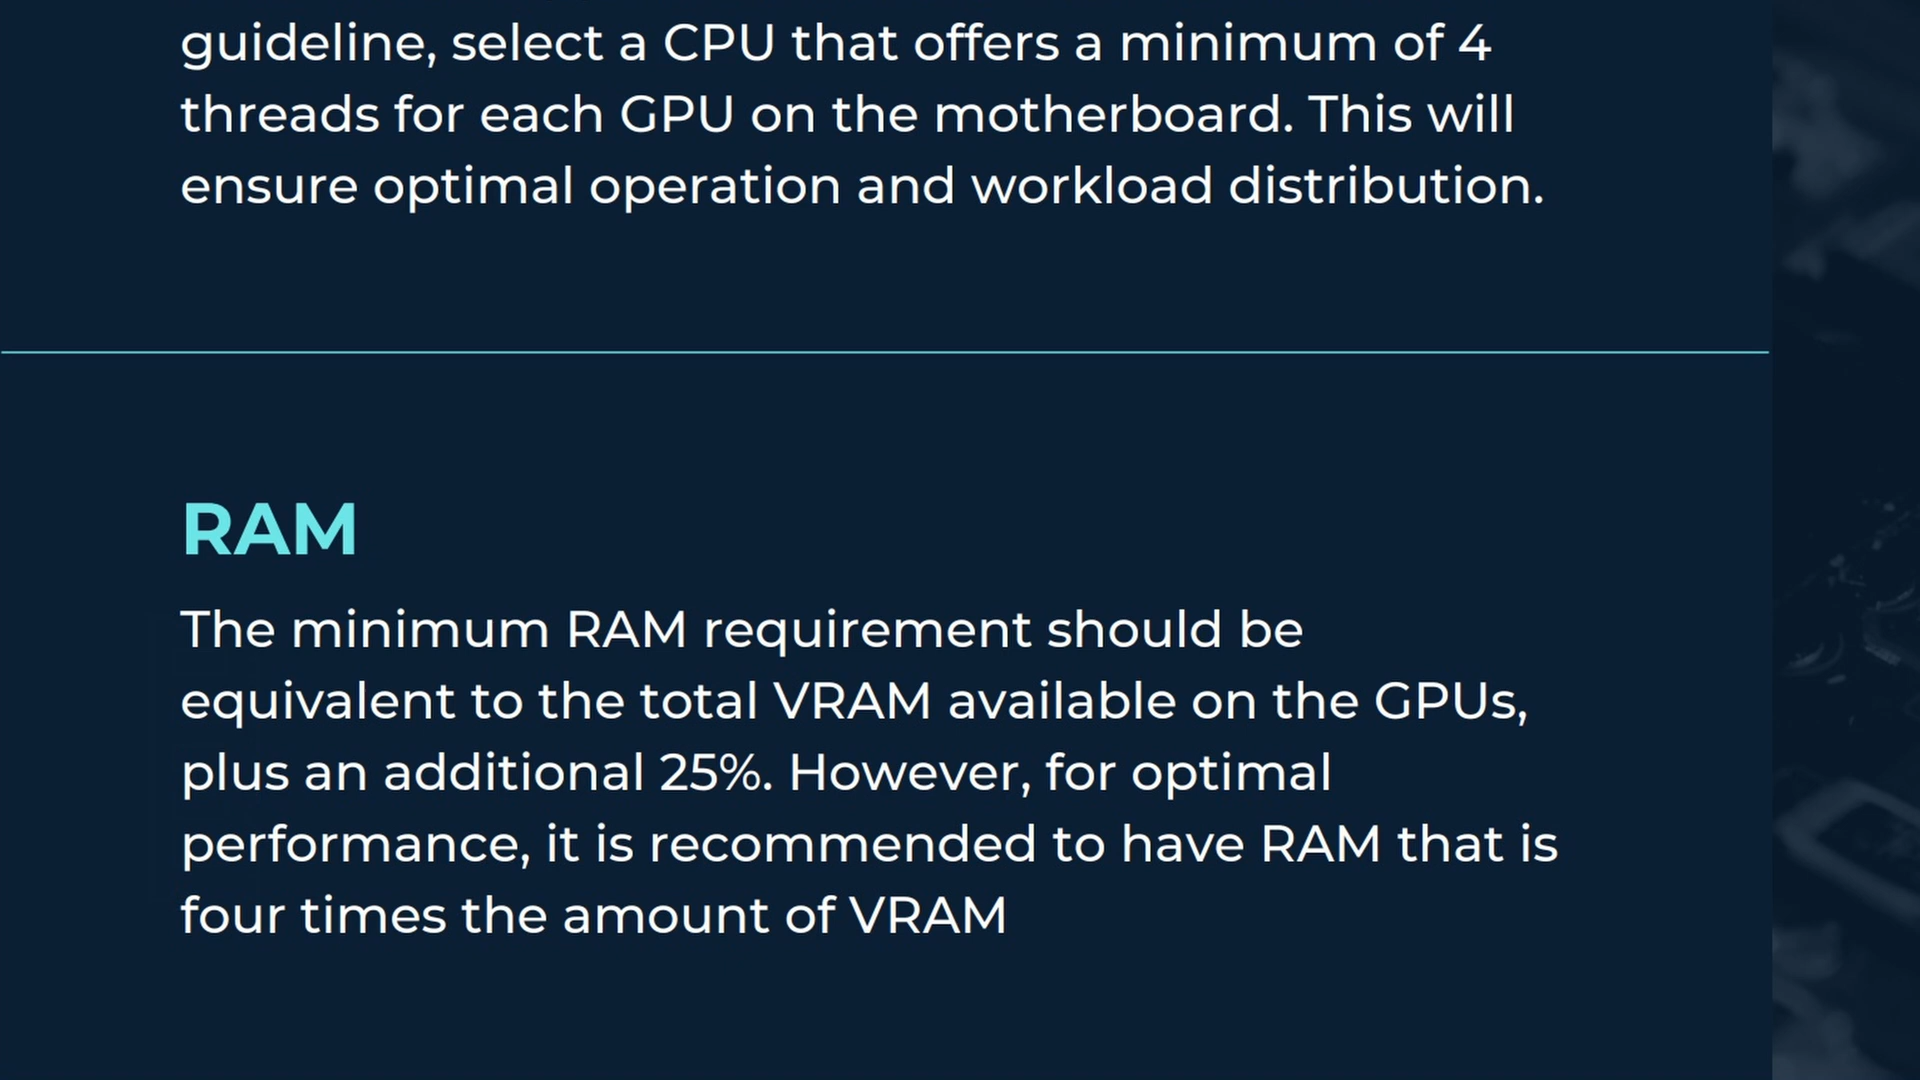 guideline, select a CPU that offers a minimum of 4
threads for each GPU on the motherboard. This will
ensure optimal operation and workload distribution.
RAM
The minimum RAM requirement should be
equivalent to the total VRAM available on the GPUs,
plus an additional 25%. However, for optimal
performance, it is recommended to have RAM that is
four times the amount of VRAM